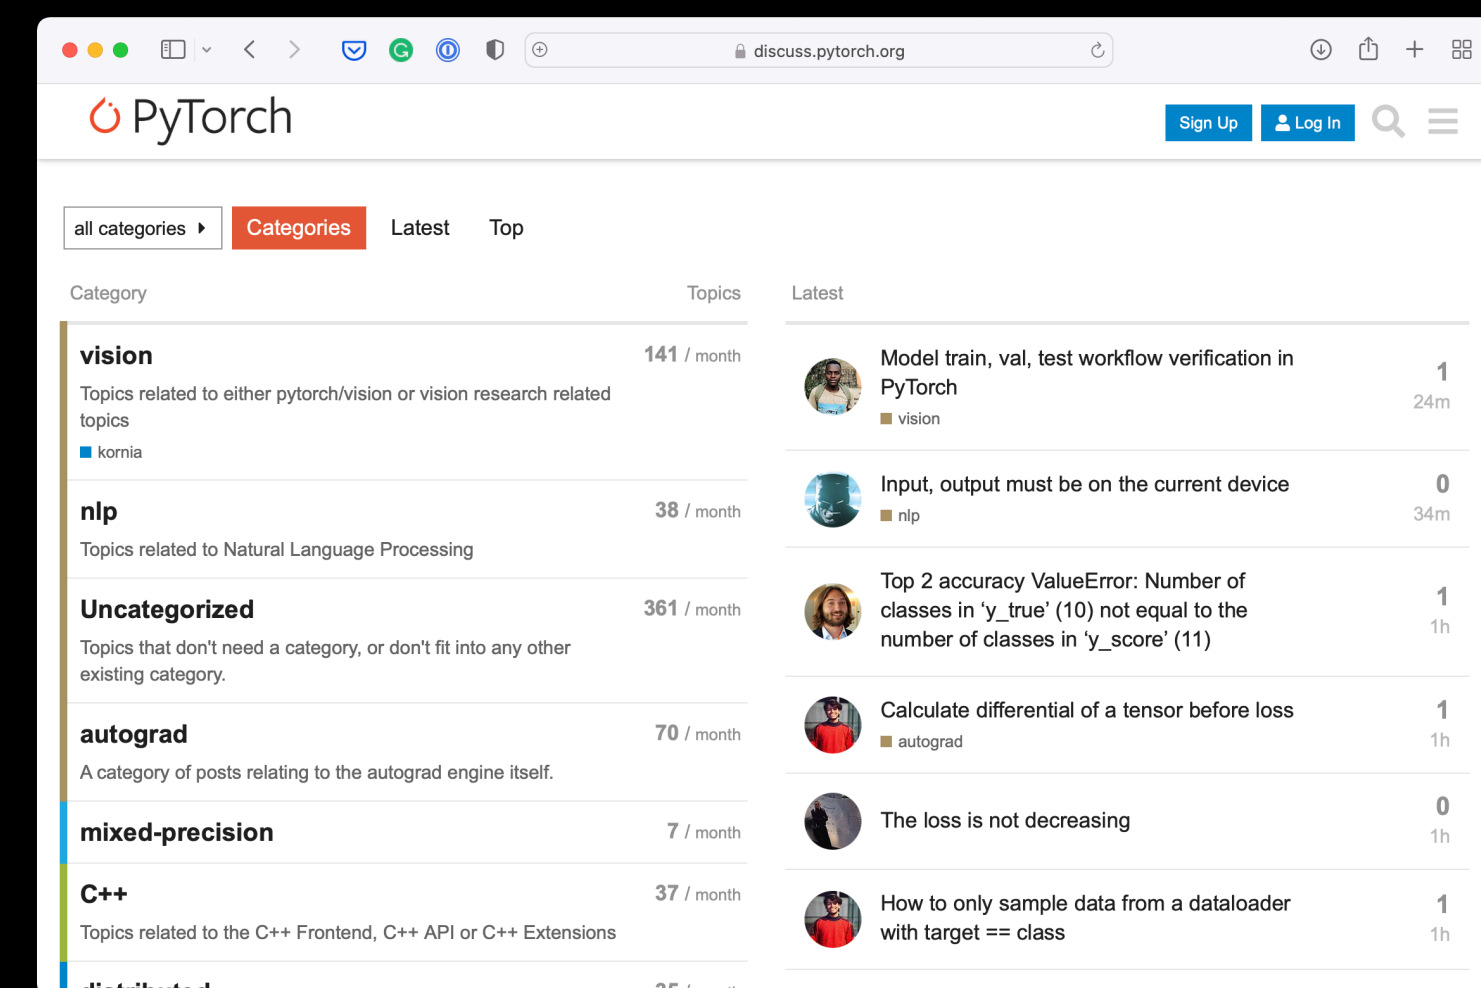 discuss.pytorch.org
PyTorch
Sign Up
Log In
all categories
Categories
Latest
Top
Category
Topics
Latest
vision
141 / month
Topics related to either pytorch/vision or vision research related
topics
kornia
nlp
38 / month
Topics related to Natural Language Processing
Uncategorized
361 / month
Topics that don't need a category, or don't fit into any other
existing category.
autograd
70 / month
A category of posts relating to the autograd engine itself.
mixed-precision
7 / month
C++
37 / month
Topics related to the C++ Frontend, C++ API or C++ Extensions
distributed
Model train, val, test workflow verification in
PyTorch
vision
1
24m
Input, output must be on the current device
nlp
0
34m
Top 2 accuracy ValueError: Number of
classes in ‘y_true’ (10) not equal to the
number of classes in ‘y_score’ (11)
1
1h
Calculate differential of a tensor before loss
autograd
1
1h
The loss is not decreasing
0
1h
How to only sample data from a dataloader
with target == class
1
1h